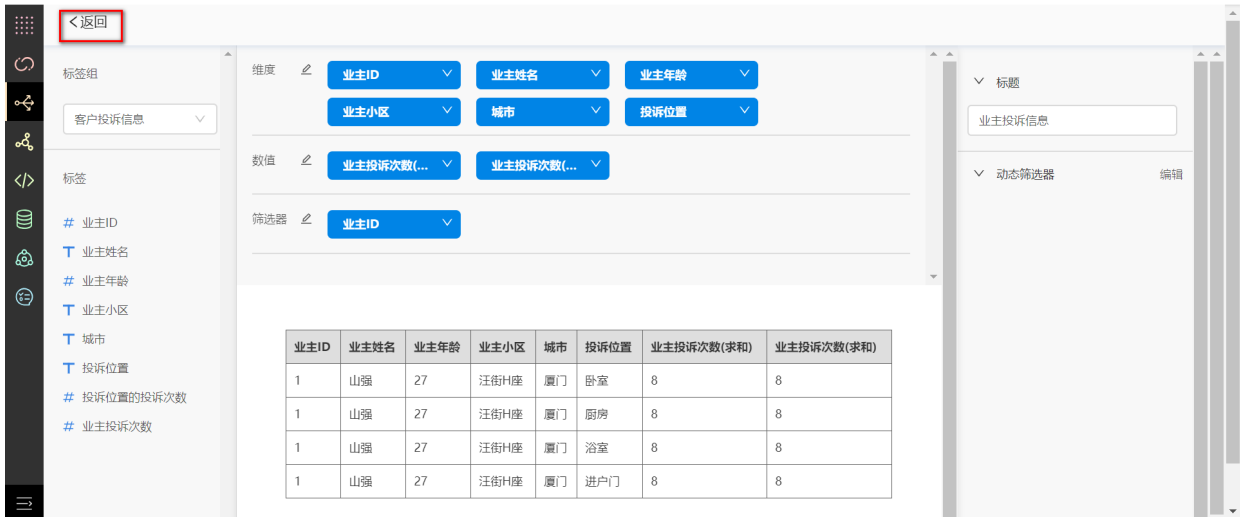 <返回
标签组
客户投诉信息
标签
# 业主ID
T 业主姓名
# 业主年龄
T 业主小区
T 城市
T 投诉位置
# 投诉位置的投诉次数
# 业主投诉次数
维度 业主ID 业主姓名 业主年龄
业主小区 城市 投诉位置
数值 业主投诉次数(... 业主投诉次数(...
筛选器 业主ID
业主ID 业主姓名 业主年龄 业主小区 城市 投诉位置 业主投诉次数(求和) 业主投诉次数(求和)
1 山强 27 汪街H座 厦门 卧室 8 8
1 山强 27 汪街H座 厦门 厨房 8 8
1 山强 27 汪街H座 厦门 浴室 8 8
1 山强 27 汪街H座 厦门 进户门 8 8
标题
业主投诉信息
动态筛选器 编辑